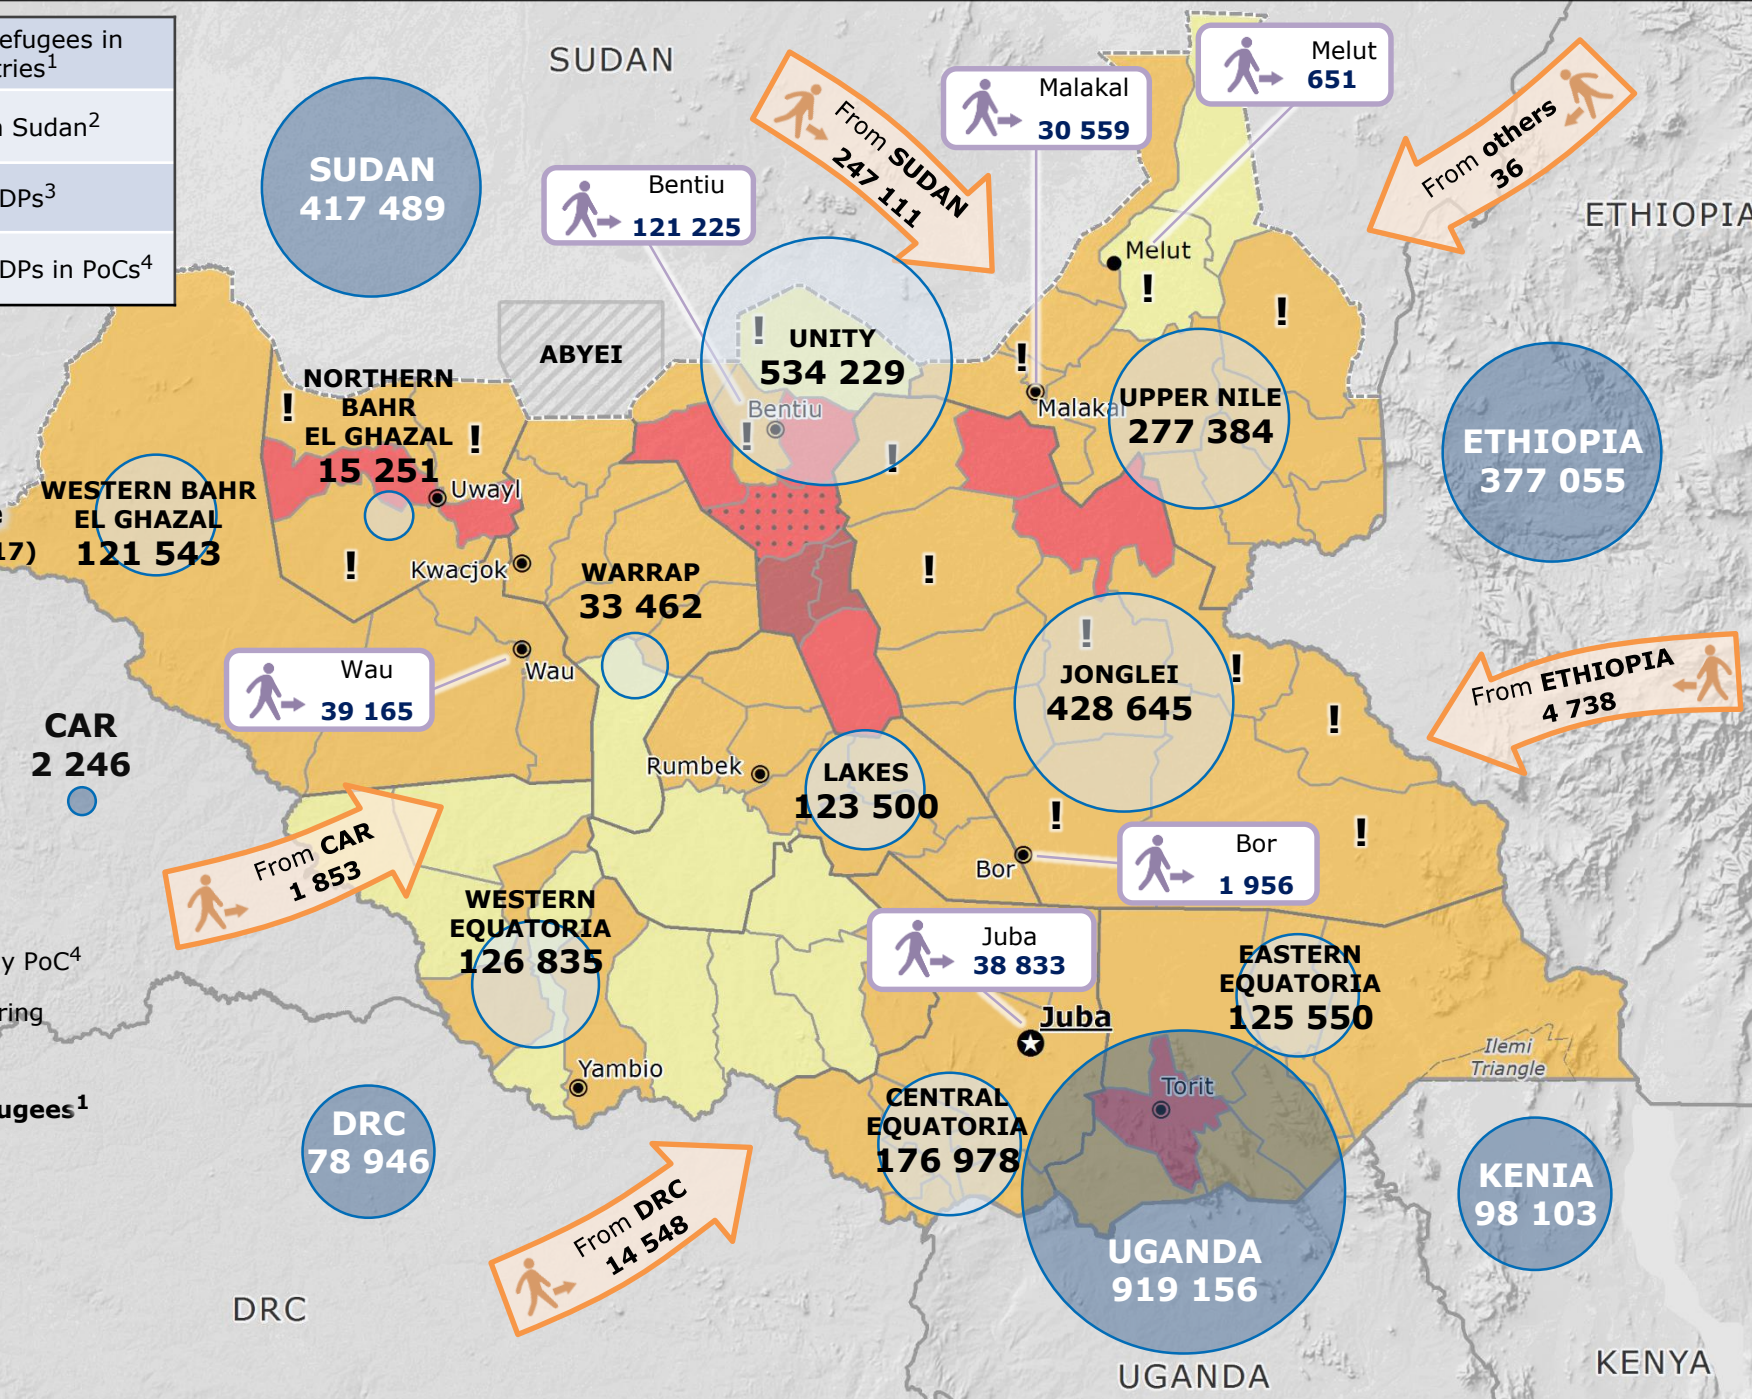 efugees in
tries1
n Sudan2
DPs3
DPs in PoCs4
SUDAN
SUDAN
417 489
From SUDAN
247 111
Malakal
30 559
Melut
651
From others
36
ETHIOPIA
Bentiu
121 225
Melut
ABYEI
UNITY
534 229
Bentiu
Malakal
UPPER NILE
277 384
ETHIOPIA
377 055
NORTHERN
BAHR
EL GHAZAL
15 251
Uwayl
WESTERN BAHR
EL GHAZAL
121 543
17)
Kwacjok
WARRAP
33 462
Wau
Wau
39 165
JONGLEI
428 645
From ETHIOPIA
4 738
CAR
2 246
Rumbek
LAKES
123 500
From CAR
1 853
Bor
Bor
1 956
WESTERN
EQUATORIA
126 835
Juba
38 833
Juba
EASTERN
EQUATORIA
125 550
y PoC4
ring
ugees1
Ilemi
Triangle
Yambio
Torit
DRC
78 946
CENTRAL
EQUATORIA
176 978
From DRC
14 548
UGANDA
919 156
KENIA
98 103
DRC
UGANDA
KENYA